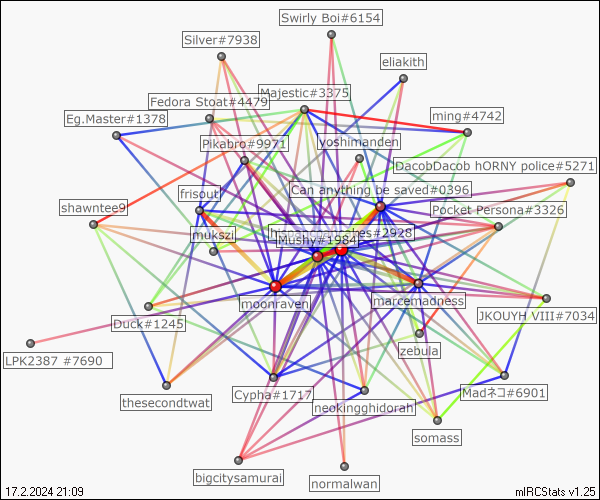 Swirly Boi#6154
Silver#7938
eliakith
Majestic#3375
Fedora Stoat#4479
ming#4742
Eg.Master#1378
Pikabro#9971
yoshimanden
DacobDacob hORNY police#5271
Can anything be saved#0396
frisout
shawntee9
Pocket Persona#3326
mukszi
#2928
Mushy#1984
moonraven
marcemadness
JKOUYH VIII#7034
Duck#1245
zebula
LPK2387 #7690
Cypha#1717
Madネコ#6901
thesecondtwat
neokingghidorah
somass
bigcitysamurai
normalwan
17.2.2024 21:09
mIRCStats v1.25